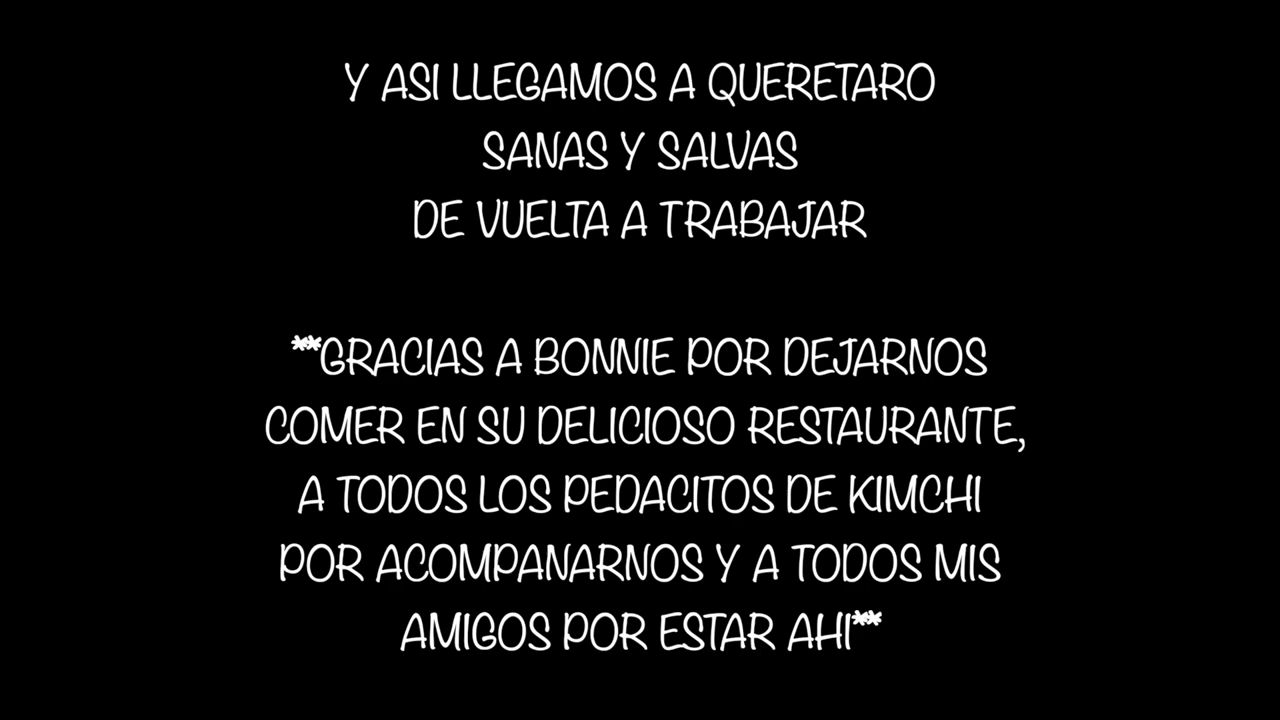 Y ASI LLEGAMOS A QUERETARO
SANAS Y SALVAS
DE VUELTA A TRABAJAR
**GRACIAS A BONNIE POR DEJARNOS
COMER EN SU DELICIOSO RESTAURANTE,
A TODOS LOS PEDACITOS DE KIMCHI
POR ACOMPANARNOS Y A TODOS MIS
AMIGOS POR ESTAR AHI**